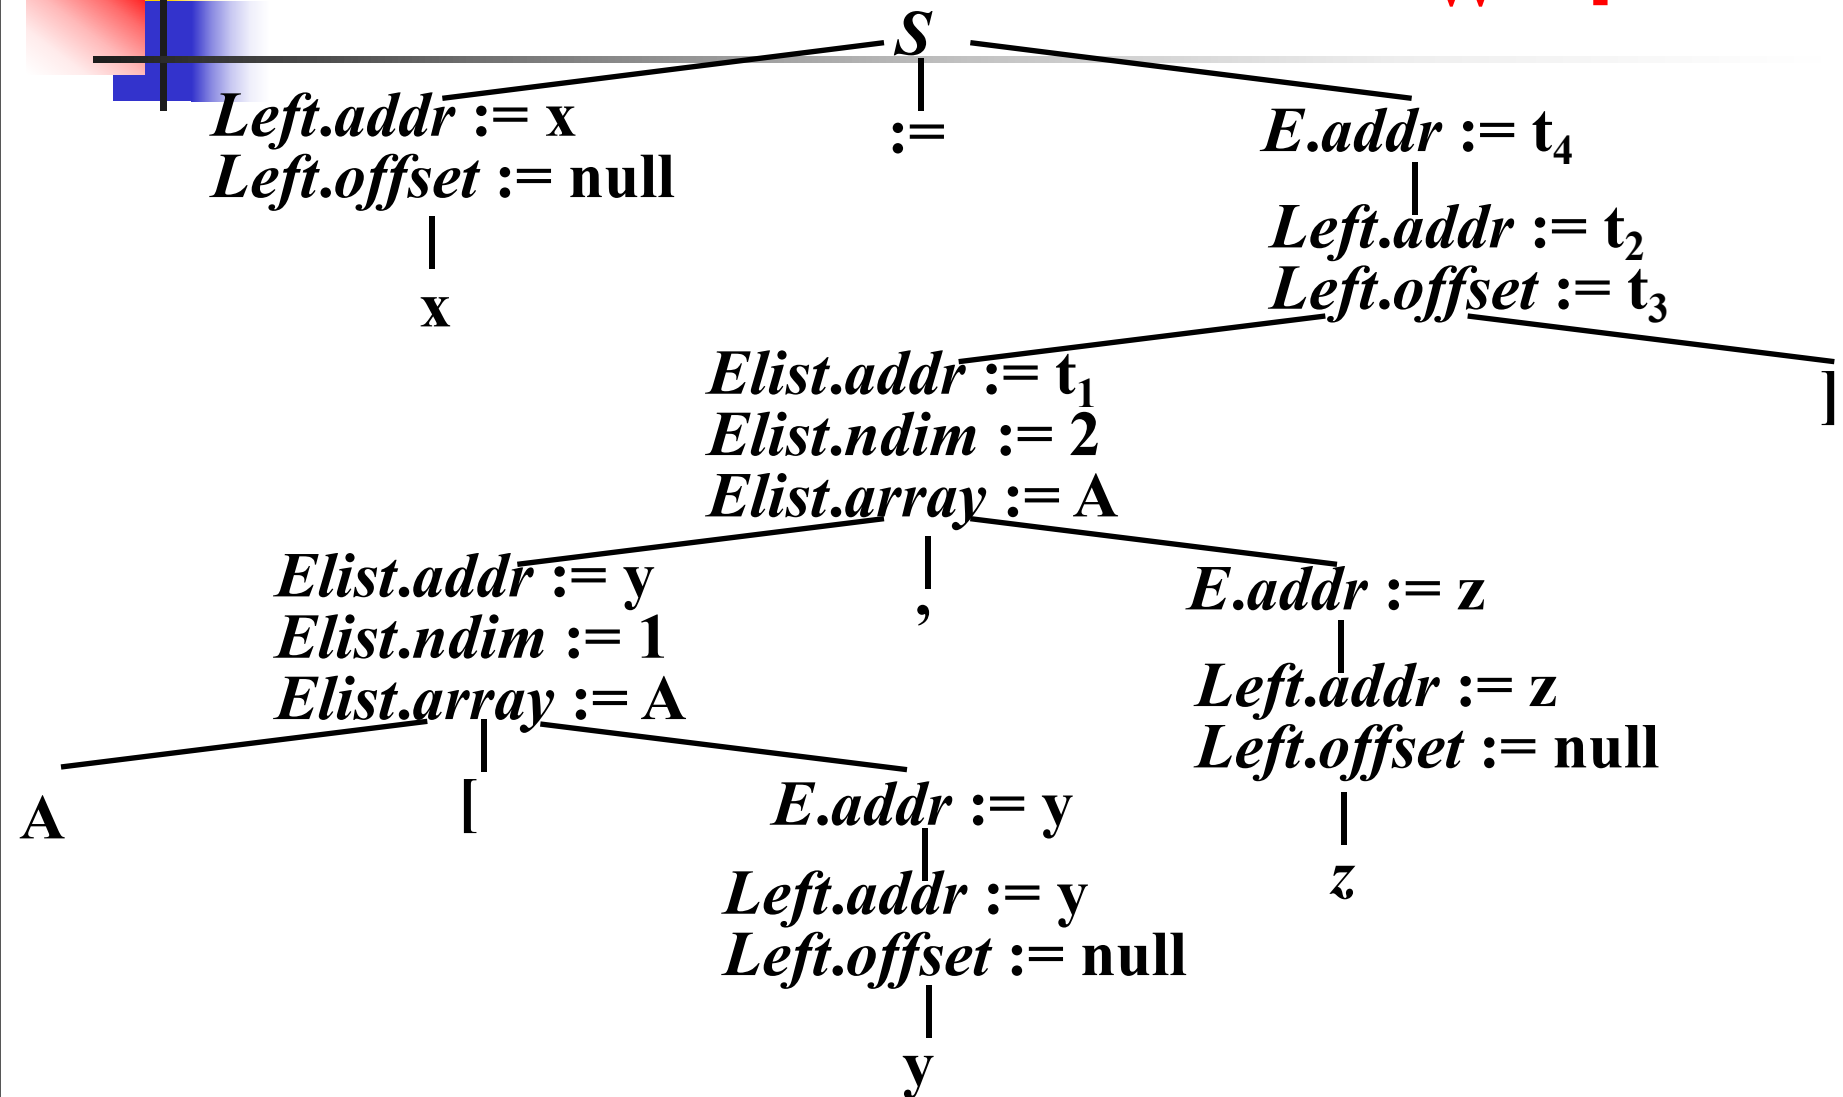 S
Left.addr := x
:=
E.addr := t₄
Left.offset := null
Left.addr := t₂
x
Left.offset := t₃
Elist.addr := t₁
]
Elist.ndim := 2
Elist.array := A
Elist.addr := y
,
E.addr := z
Elist.ndim := 1
Left.addr := z
Elist.array := A
Left.offset := null
A
[
E.addr := y
z
Left.addr := y
Left.offset := null
y